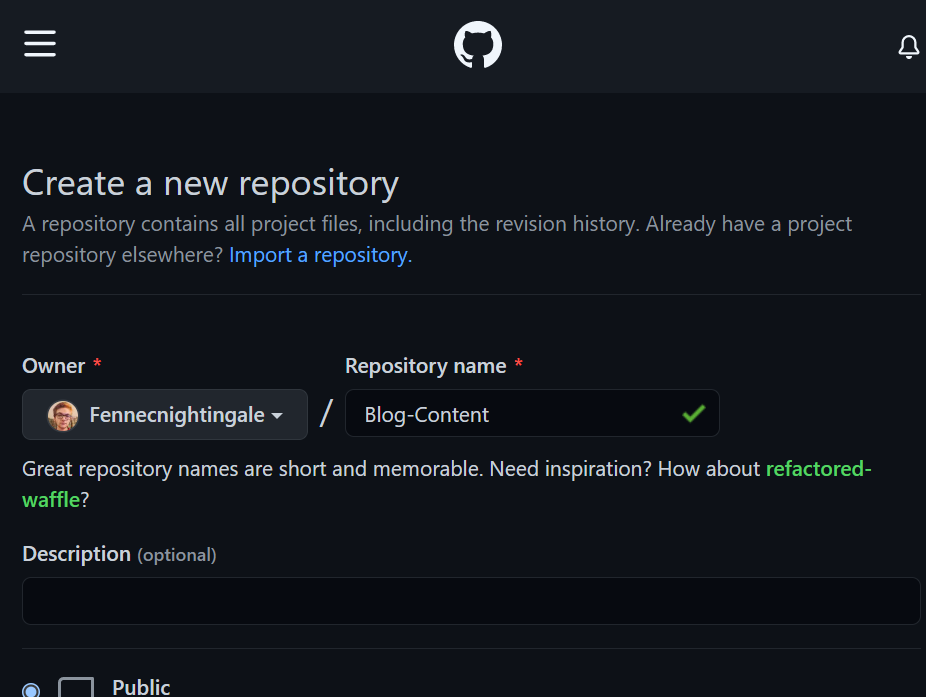 Create a new repository
A repository contains all project files, including the revision history. Already have a project
repository elsewhere? Import a repository.
Owner *
Repository name *
Fennecnightingale
/
Blog-Content
Great repository names are short and memorable. Need inspiration? How about refactored-
waffle?
Description (optional)
Public